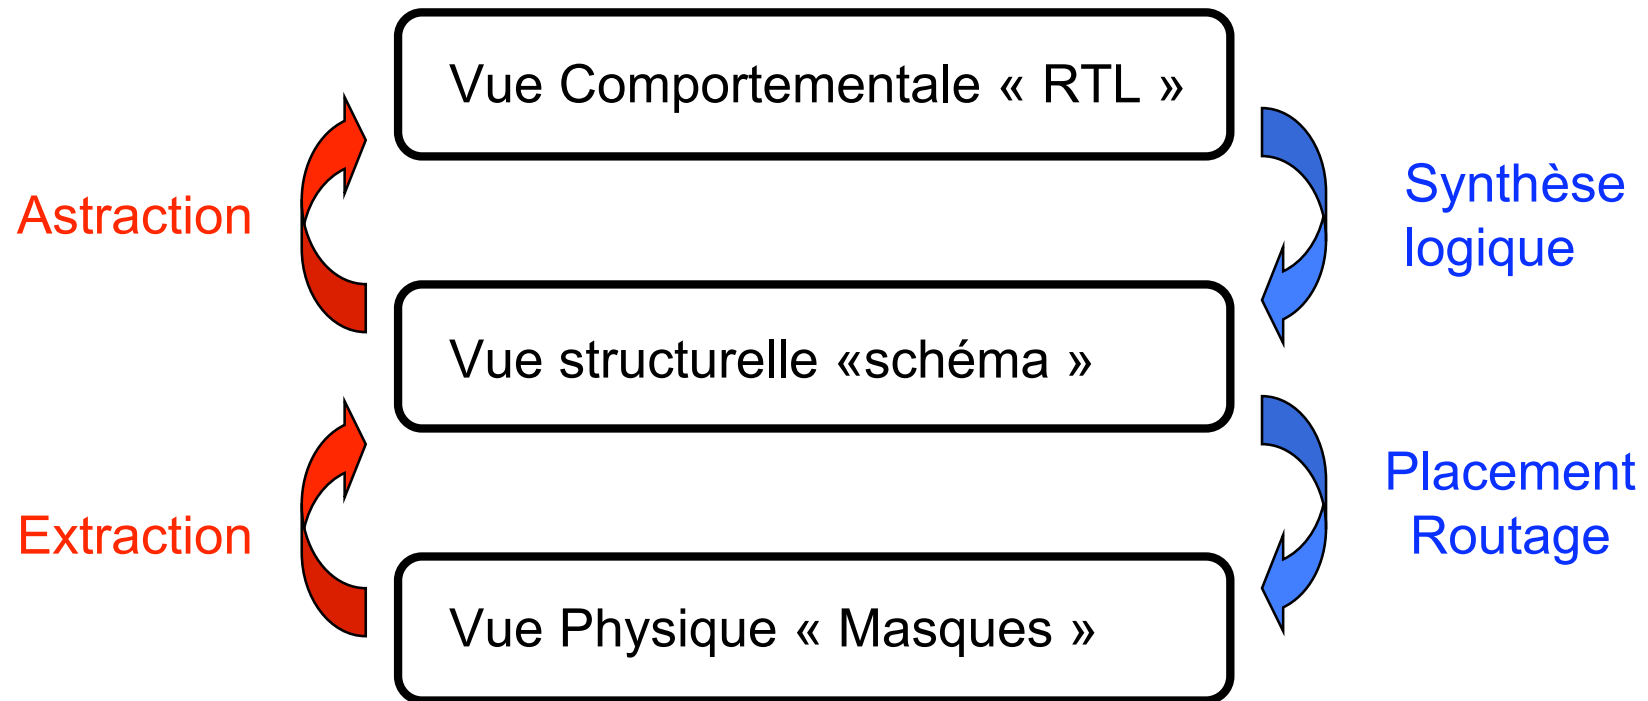 Vue Comportementale « RTL »
Astraction
Synthèse
logique
Vue structurelle «schéma »
Extraction
Placement
Routage
Vue Physique « Masques »